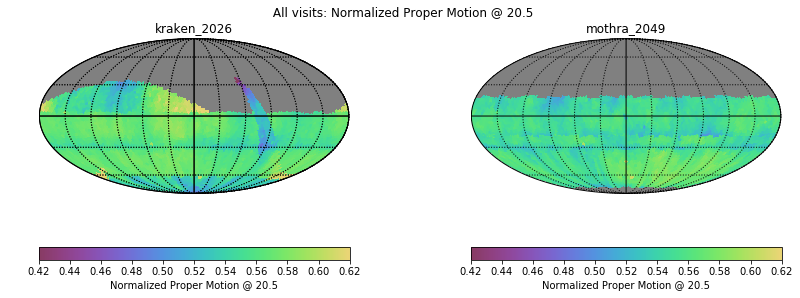 All visits: Normalized Proper Motion @ 20.5
kraken_2026
mothra_2049
0.42 0.44 0.46 0.48 0.50 0.52 0.54 0.56 0.58 0.60 0.62
Normalized Proper Motion @ 20.5
0.42 0.44 0.46 0.48 0.50 0.52 0.54 0.56 0.58 0.60 0.62
Normalized Proper Motion @ 20.5